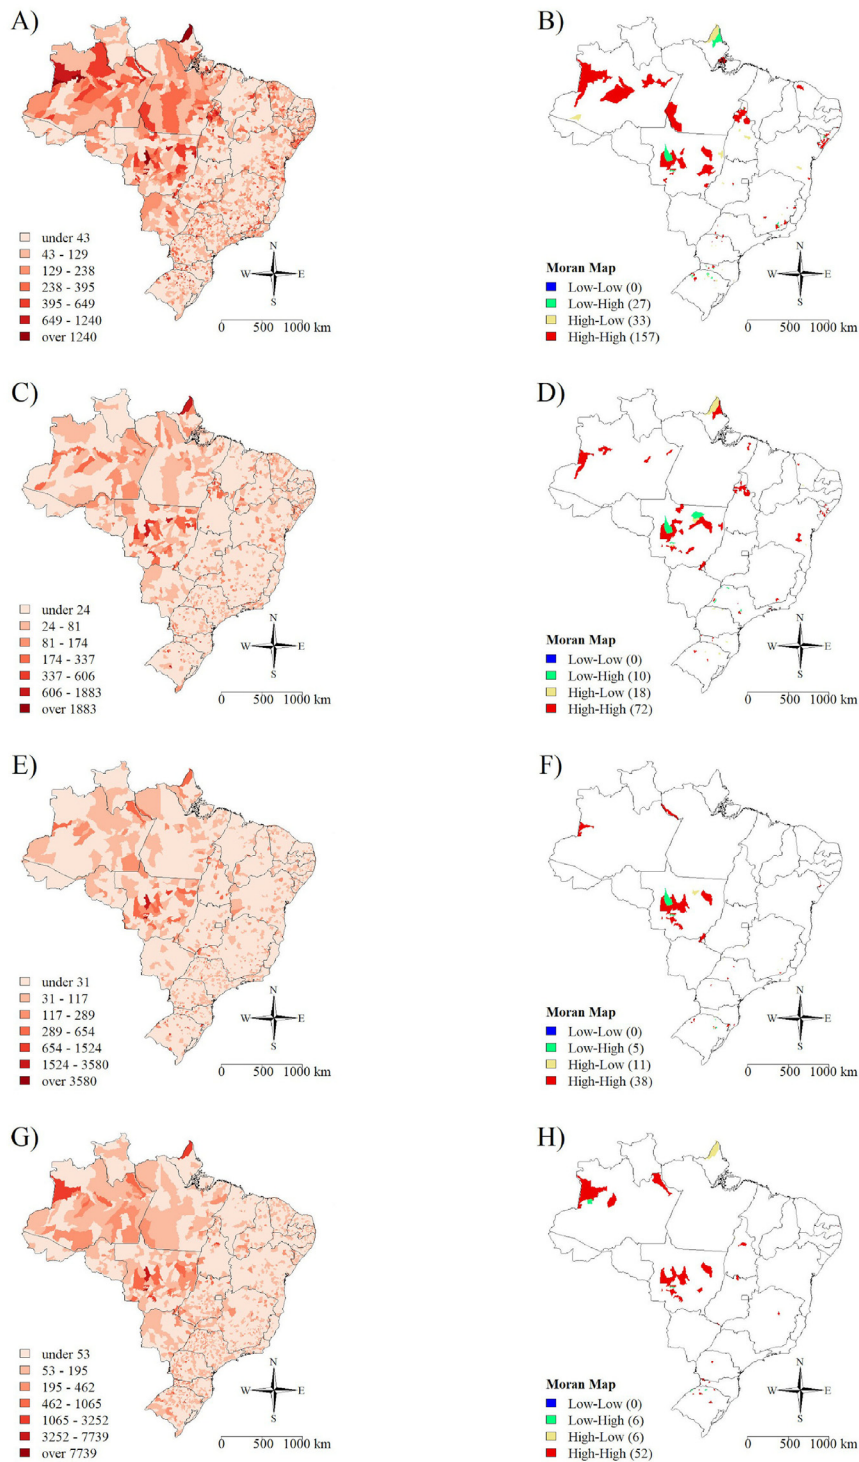 A)
under 43
43 - 129
129 - 238
238 - 395
395 - 649
649 - 1240
over 1240
N
W E
S
0 500 1000 km
B)
Moran Map
Low-Low (0)
Low-High (27)
High-Low (33)
High-High (157)
N
W E
S
0 500 1000 km
C)
under 24
24 - 81
81 - 174
174 - 337
337 - 606
606 - 1883
over 1883
N
W E
S
0 500 1000 km
D)
Moran Map
Low-Low (0)
Low-High (10)
High-Low (18)
High-High (72)
N
W E
S
0 500 1000 km
E)
under 31
31 - 117
117 - 289
289 - 654
654 - 1524
1524 - 3580
over 3580
N
W E
S
0 500 1000 km
F)
Moran Map
Low-Low (0)
Low-High (5)
High-Low (11)
High-High (38)
N
W E
S
0 500 1000 km
G)
under 53
53 - 195
195 - 462
462 - 1065
1065 - 3252
3252 - 7739
over 7739
N
W E
S
0 500 1000 km
H)
Moran Map
Low-Low (0)
Low-High (6)
High-Low (6)
High-High (52)
N
W E
S
0 500 1000 km